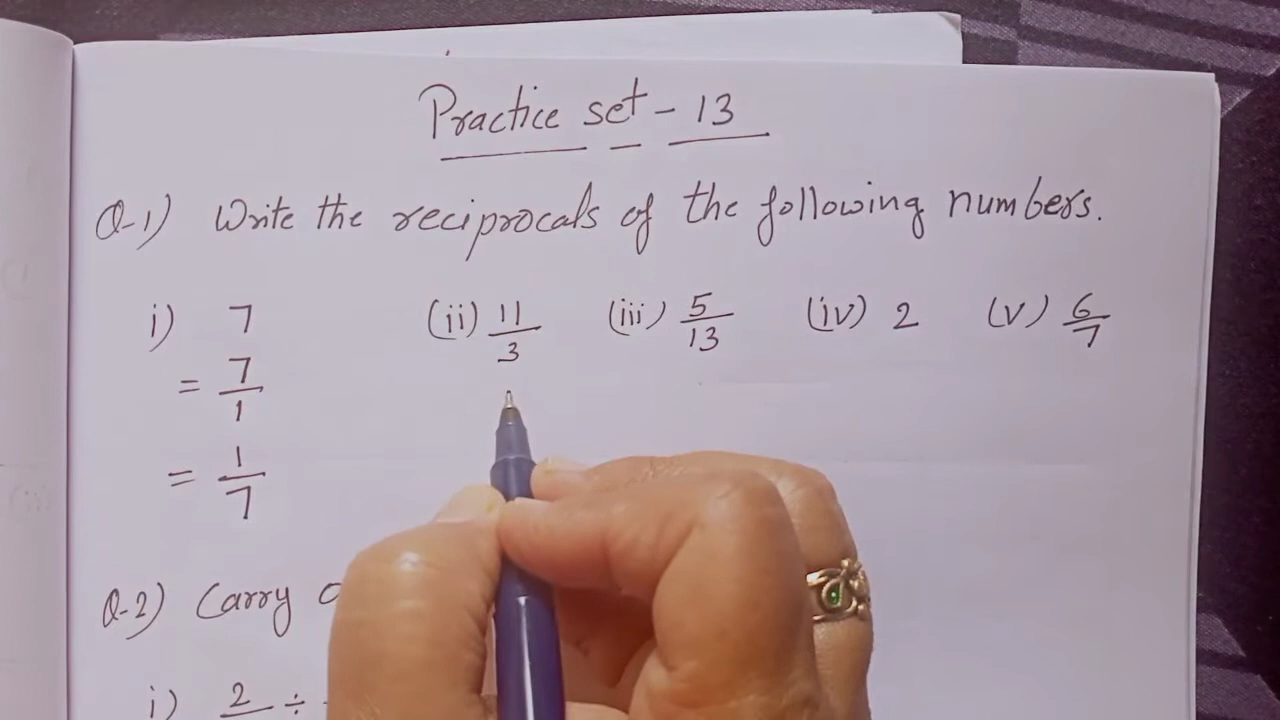 Practice set - 13
Q-1) Write the reciprocals of the following numbers.
i) 7 (ii) 11/3 (iii) 5/13 (iv) 2 (v) 6/7
= 7/1
= 1/7
Q-2) Carry
i) 2 ÷